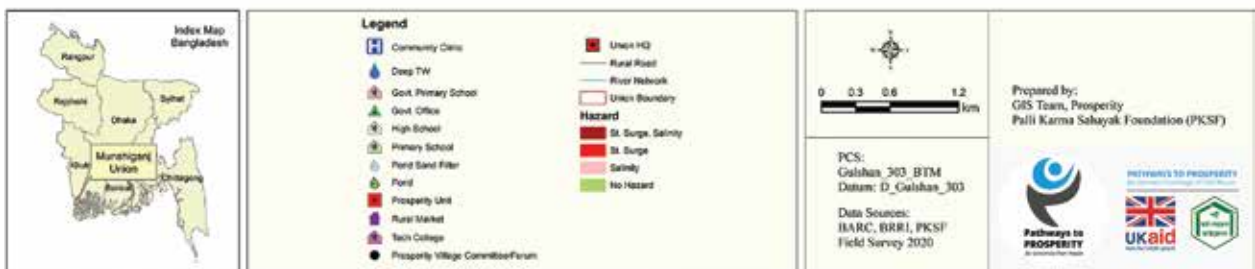 Index Map
Bangladesh
Rangpur
Rajshahi
Sylhet
Dhaka
Munshiganj
Union
Barisal
Chittagong
Legend
Community Clinic
Deep TW
Govt. Primary School
Govt. Office
High School
Primary School
Pond Sand Filter
Pond
Prosperity Unit
Rural Market
Tech College
Prosperity Village Committee/Forum
Union HQ
Rural Road
River Network
Union Boundary
Hazard
St. Surge, Salinity
St. Surge
Salinity
No Hazard
0 0.3 0.6 1.2
km
PCS:
Gulshan_303_BTM
Datum: D_Gulshan_303
Data Sources:
BARC, BRRI, PKSF
Field Survey 2020
Prepared by:
GIS Team, Prosperity
Palli Karma Sahayak Foundation (PKSF)
Pathways to
PROSPERITY
PATHWAYS TO PROSPERITY
UKaid